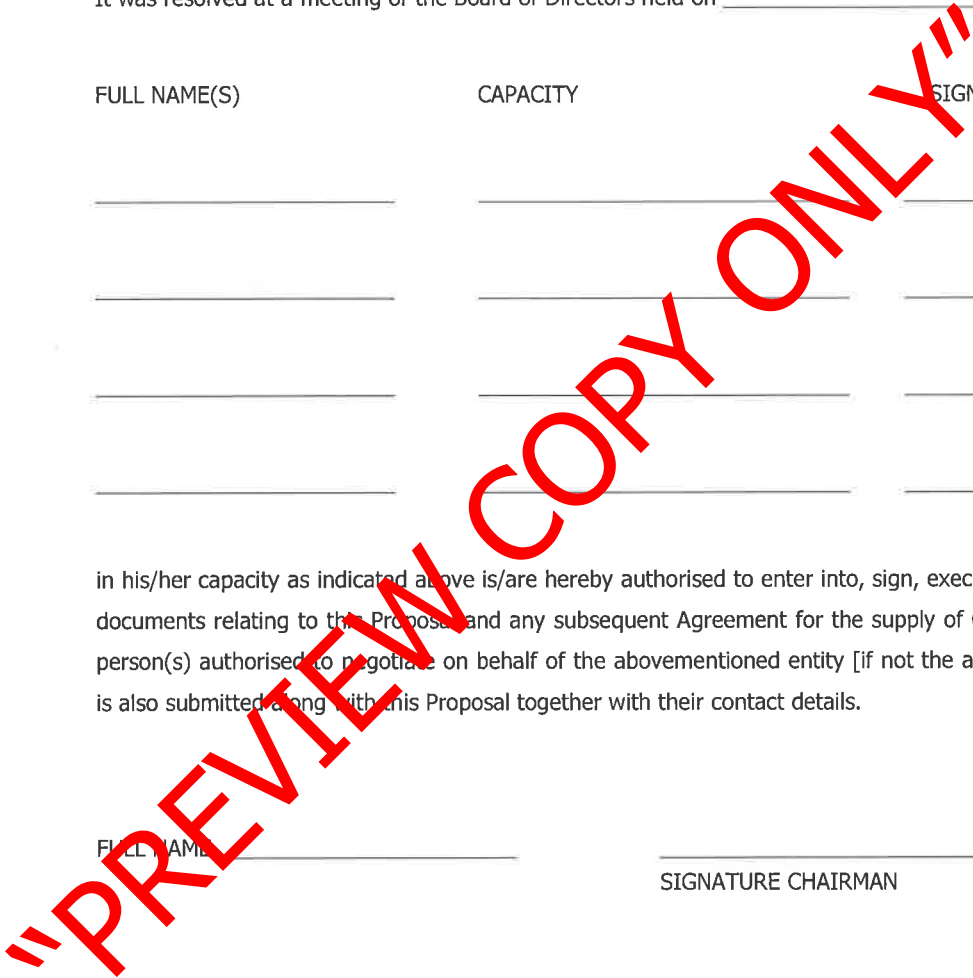 It was resolved at a meeting of the Board of Directors held on
FULL NAME(S) CAPACITY SIGN
in his/her capacity as indicated above is/are hereby authorised to enter into, sign, exec
documents relating to this Proposal and any subsequent Agreement for the supply of
person(s) authorised to negotiate on behalf of the abovementioned entity [if not the a
is also submitted along with this Proposal together with their contact details.
FULL NAME
SIGNATURE CHAIRMAN
"PREVIEW COPY ONLY"